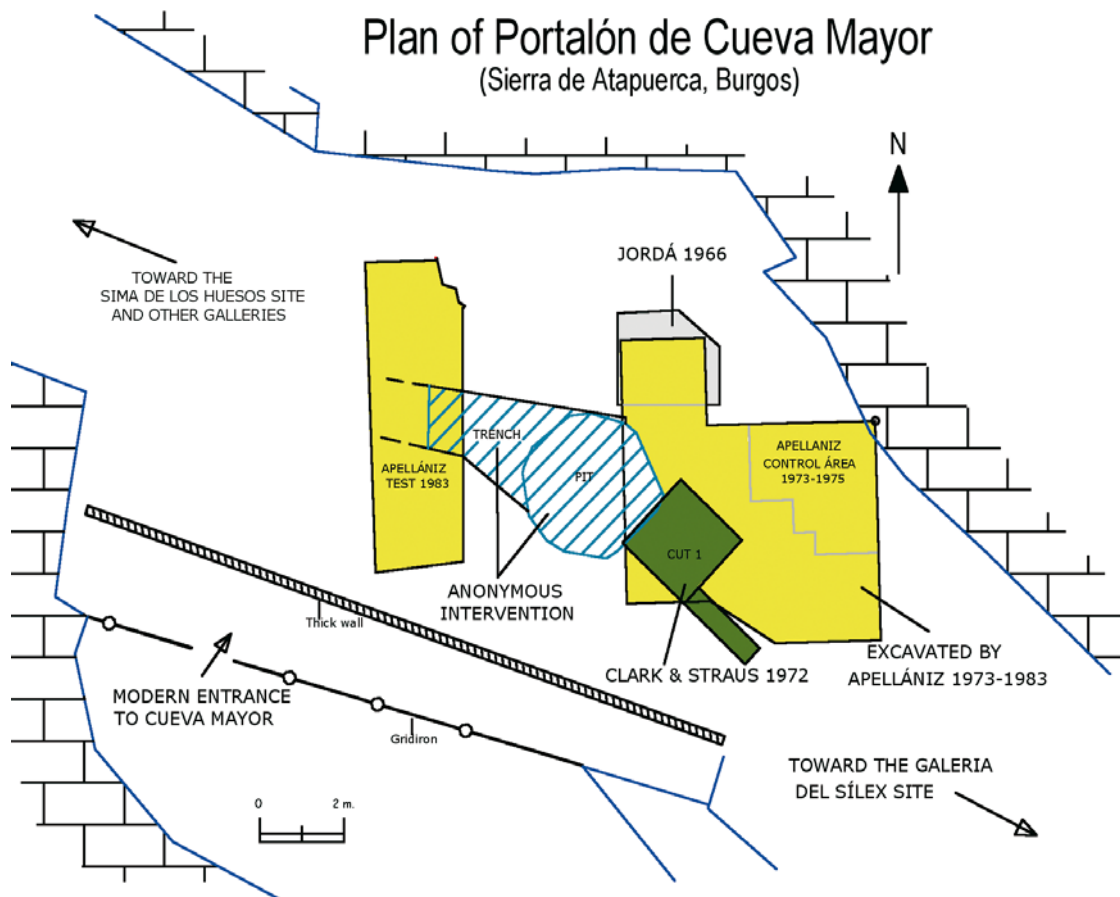 Plan of Portalón de Cueva Mayor
(Sierra de Atapuerca, Burgos)
N
JORDÁ 1966
TOWARD THE
SIMA DE LOS HUESOS SITE
AND OTHER GALLERIES
TRENCH
PIT
APELLÁNIZ
TEST 1983
APELLANIZ
CONTROL ÁREA
1973-1975
CUT 1
ANONYMOUS
INTERVENTION
Thick wall
CLARK & STRAUS 1972
EXCAVATED BY
APELLÁNIZ 1973-1983
MODERN ENTRANCE
TO CUEVA MAYOR
Gridiron
TOWARD THE GALERIA
DEL SÍLEX SITE
0 2 m.